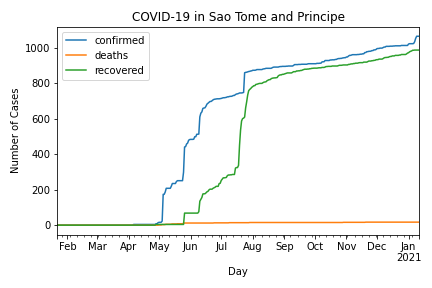 COVID-19 in Sao Tome and Principe
confirmed
deaths
recovered
Number of Cases
1000
800
600
400
200
0
Feb Mar Apr May Jun Jul Aug Sep Oct Nov Dec Jan
2021
Day